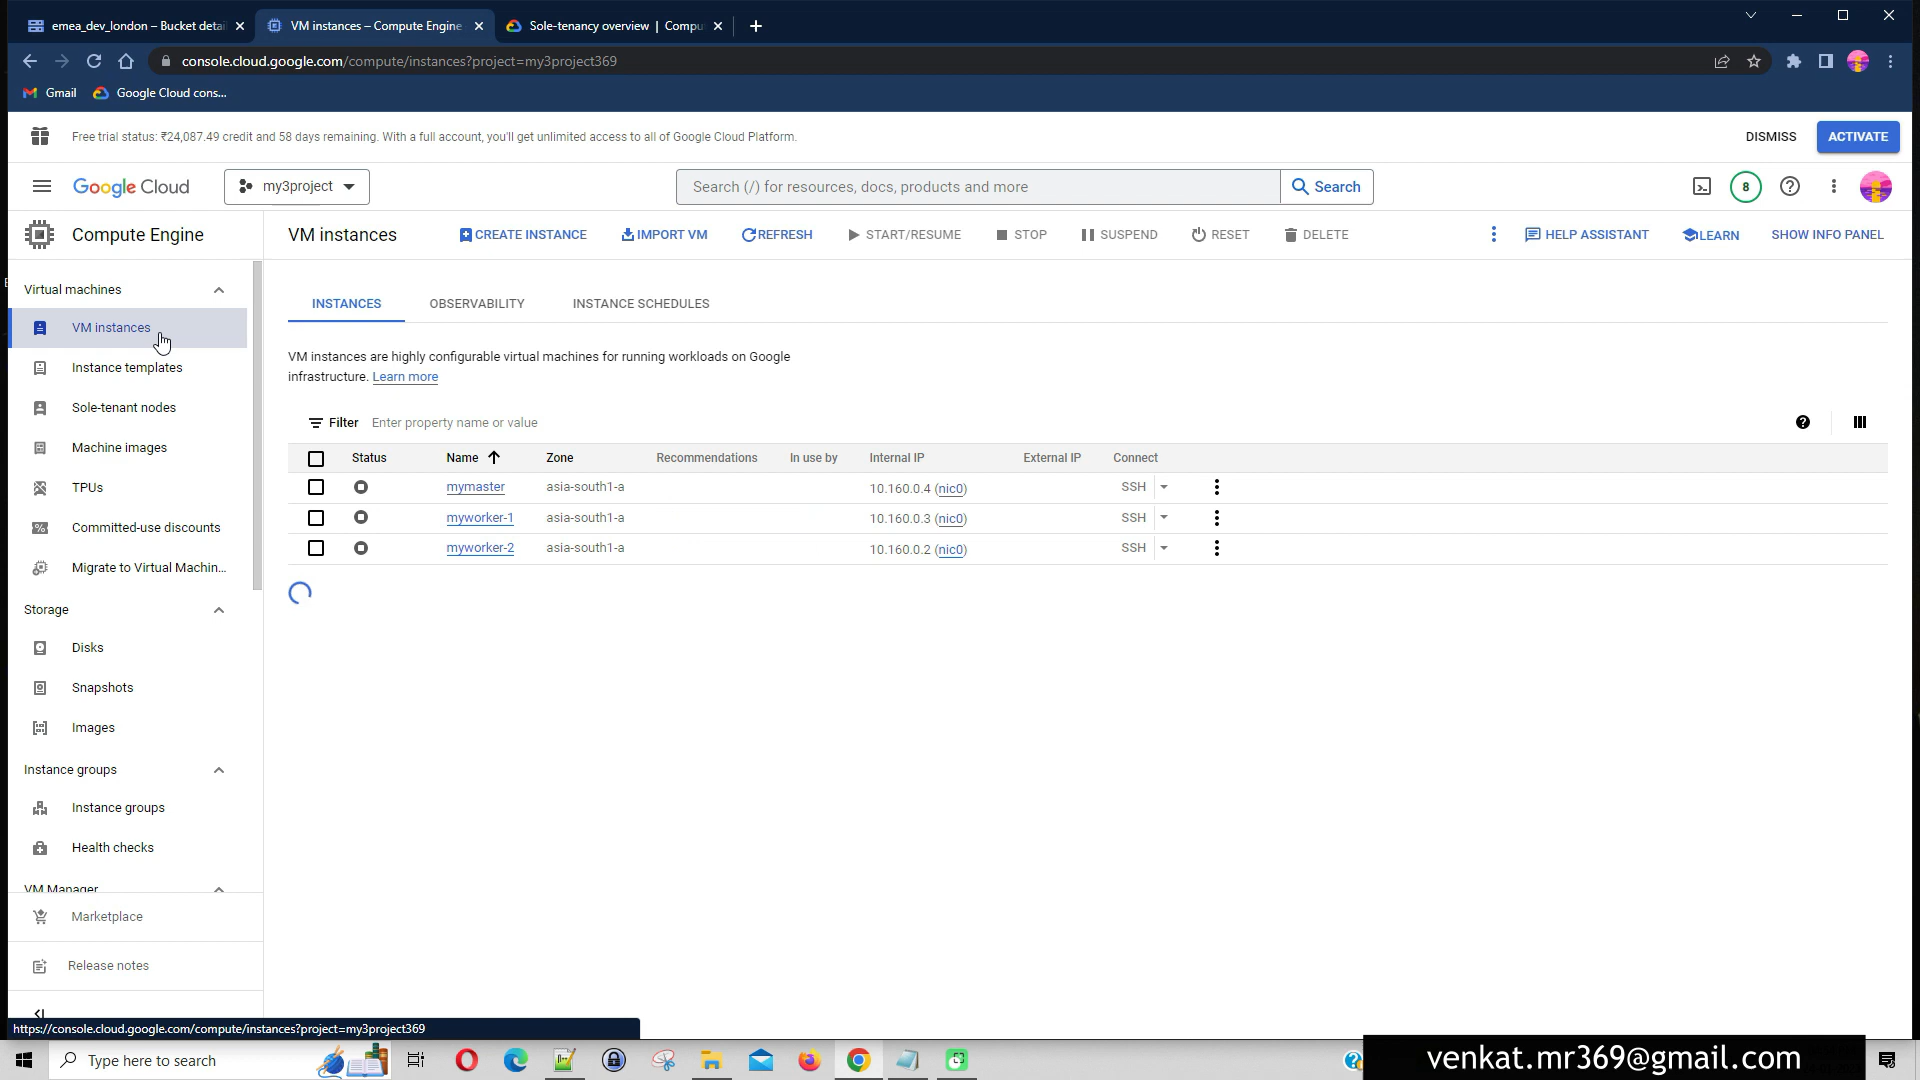 emea_dev_london – Bucket detai
VM instances – Compute Engine
Sole-tenancy overview | Compu
console.cloud.google.com/compute/instances?project=my3project369
Gmail
Google Cloud cons...
Free trial status: ₹24,087.49 credit and 58 days remaining. With a full account, you'll get unlimited access to all of Google Cloud Platform.
DISMISS
ACTIVATE
Google Cloud
my3project
Search (/) for resources, docs, products and more
Search
8
Compute Engine
VM instances
CREATE INSTANCE
IMPORT VM
REFRESH
START/RESUME
STOP
SUSPEND
RESET
DELETE
HELP ASSISTANT
LEARN
SHOW INFO PANEL
Virtual machines
VM instances
Instance templates
Sole-tenant nodes
Machine images
TPUs
Committed-use discounts
Migrate to Virtual Machin...
Storage
Disks
Snapshots
Images
Instance groups
Instance groups
Health checks
VM Manager
Marketplace
Release notes
INSTANCES
OBSERVABILITY
INSTANCE SCHEDULES
VM instances are highly configurable virtual machines for running workloads on Google
infrastructure. Learn more
Filter Enter property name or value
Status Name Zone Recommendations In use by Internal IP External IP Connect
mymaster asia-south1-a 10.160.0.4 (nic0) SSH
myworker-1 asia-south1-a 10.160.0.3 (nic0) SSH
myworker-2 asia-south1-a 10.160.0.2 (nic0) SSH
https://console.cloud.google.com/compute/instances?project=my3project369
Type here to search
venkat.mr369@gmail.com